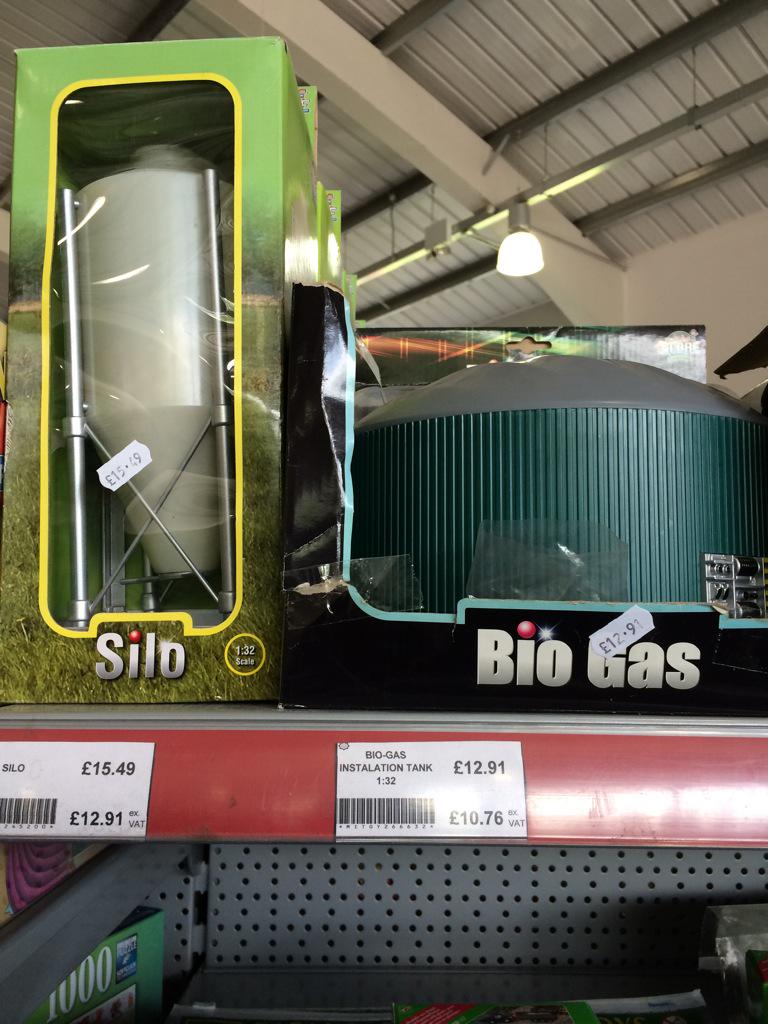 £15.49
Silo
1:32
Scale
£12.91
Bio Gas
SILO
£15.49
£12.91 ex.
VAT
BIO-GAS
INSTALATION TANK
1:32
£12.91
£10.76 ex.
VAT
1000